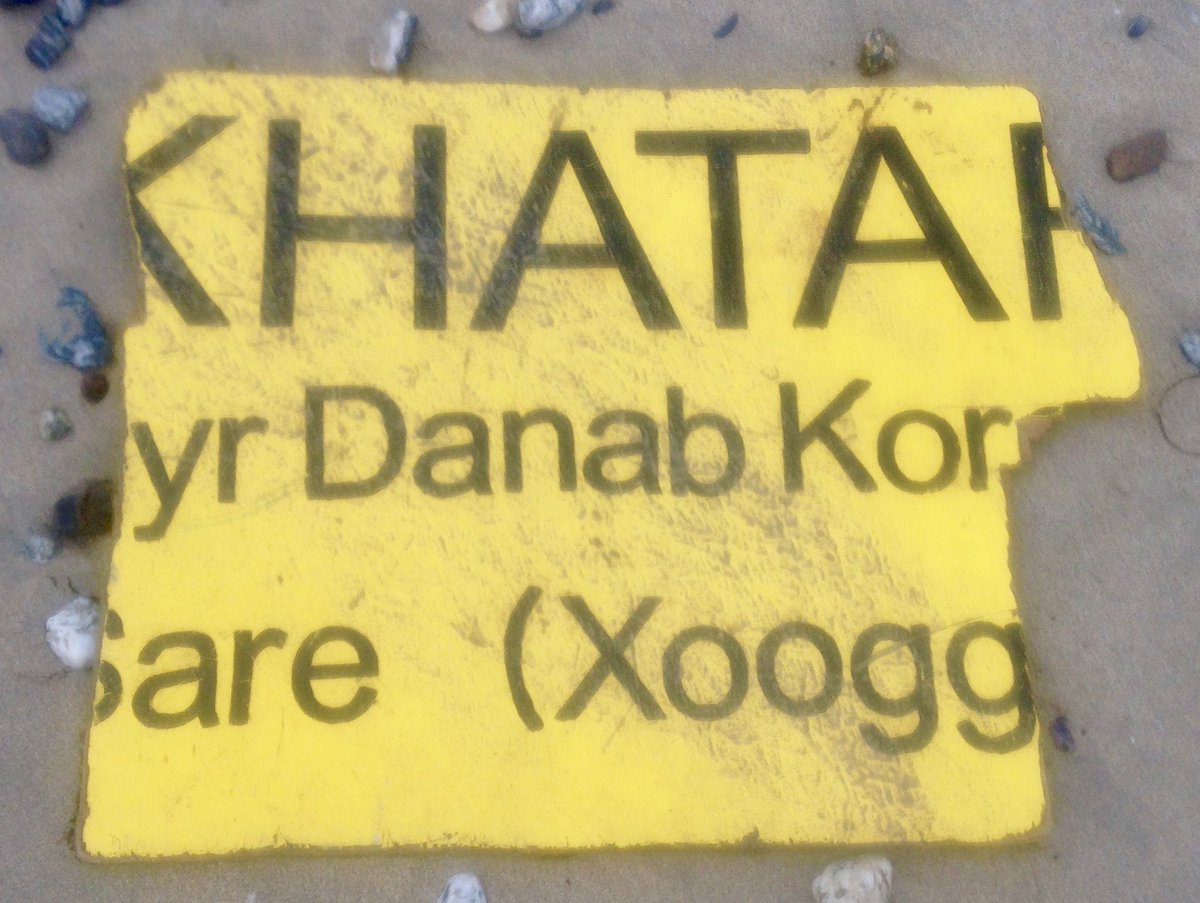 KHATA
yr Danab Kor
Sare (Xoogg